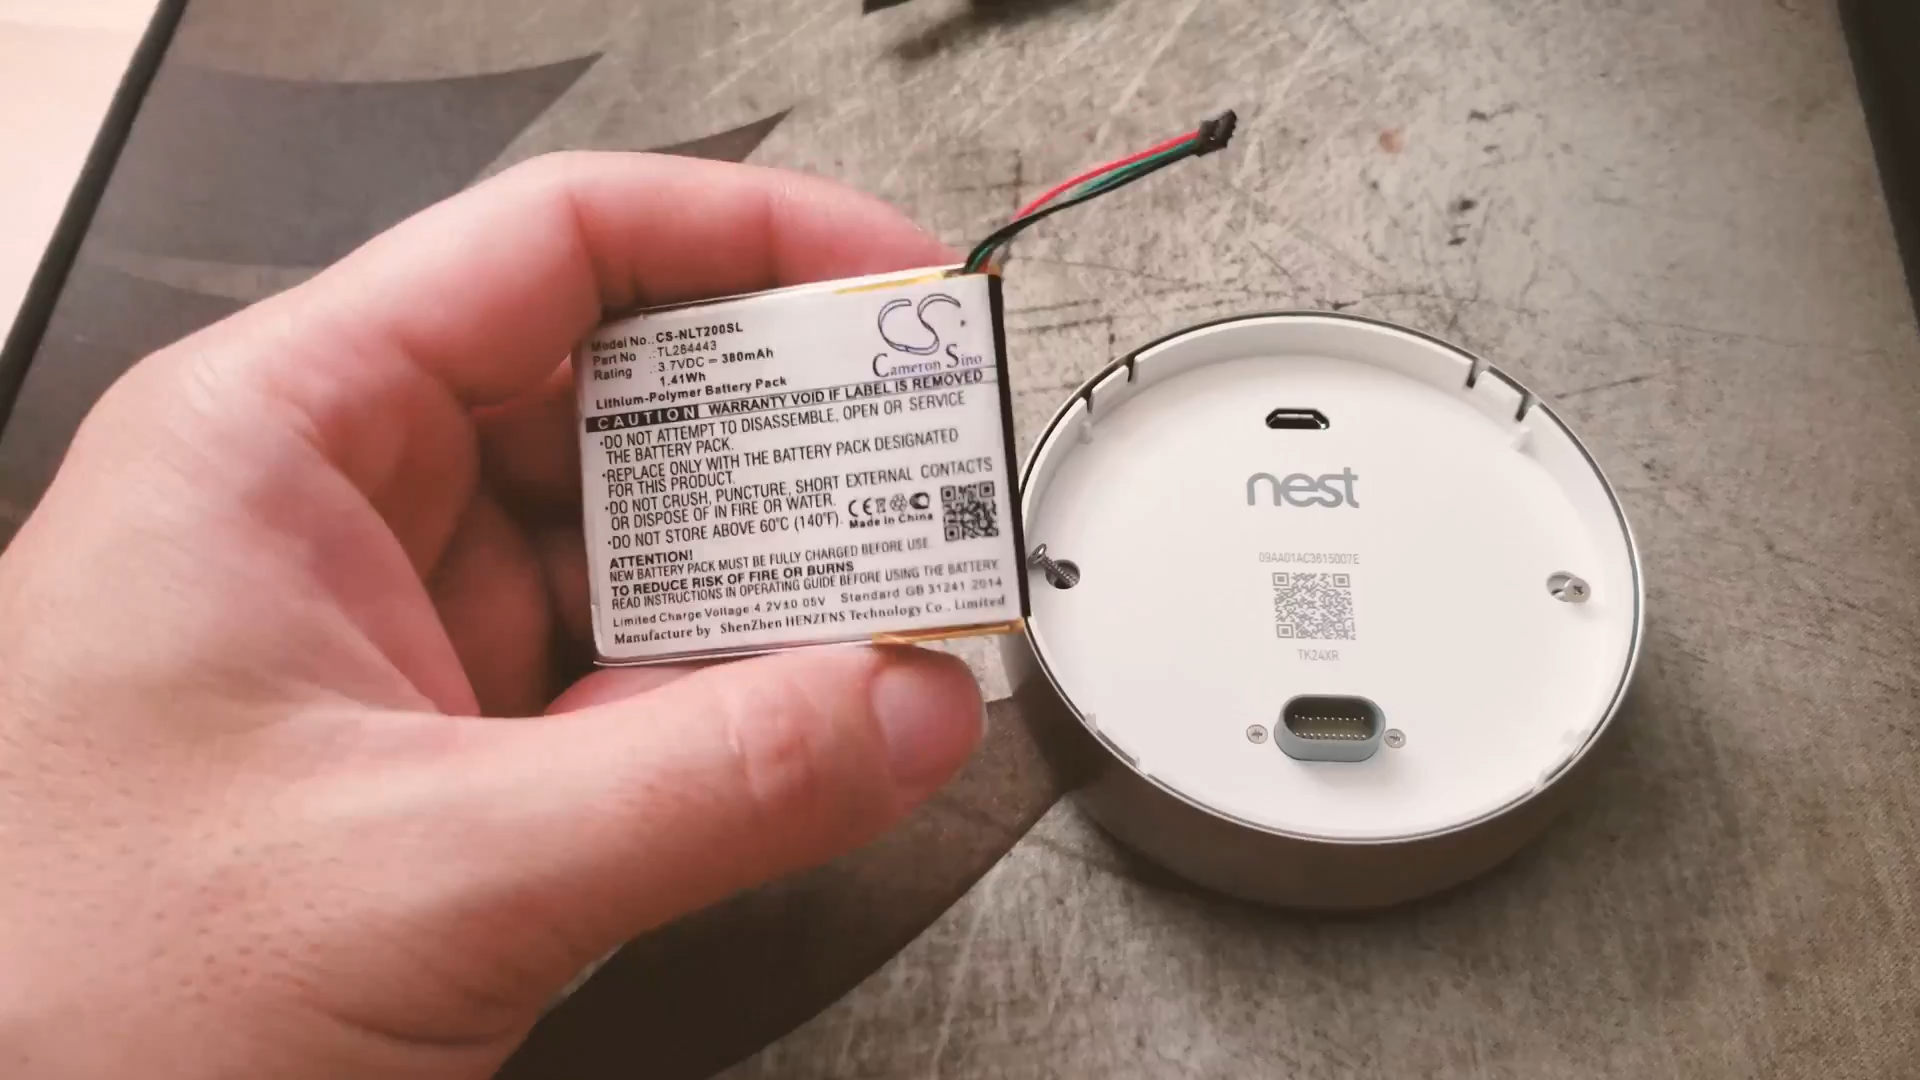 Model No.: CS-NLT200SL
Part No : TL284443
Rating : 3.7VDC = 380mAh
1.41Wh
Lithium-Polymer Battery Pack
CS
Cameron Sino
CAUTION WARRANTY VOID IF LABEL IS REMOVED
·DO NOT ATTEMPT TO DISASSEMBLE, OPEN OR SERVICE
THE BATTERY PACK.
·REPLACE ONLY WITH THE BATTERY PACK DESIGNATED
FOR THIS PRODUCT.
·DO NOT CRUSH, PUNCTURE, SHORT EXTERNAL CONTACTS
OR DISPOSE OF IN FIRE OR WATER.
·DO NOT STORE ABOVE 60°C (140°F).
CE
Made in China
ATTENTION!
NEW BATTERY PACK MUST BE FULLY CHARGED BEFORE USE
TO REDUCE RISK OF FIRE OR BURNS
READ INSTRUCTIONS IN OPERATING GUIDE BEFORE USING THE BATTERY.
Limited Charge Voltage:4.2V±0.05V Standard GB 31241 2014
Manufacture by ShenZhen HENZENS Technology Co., Limited
nest
09AA01AC3615007E
TK24XR